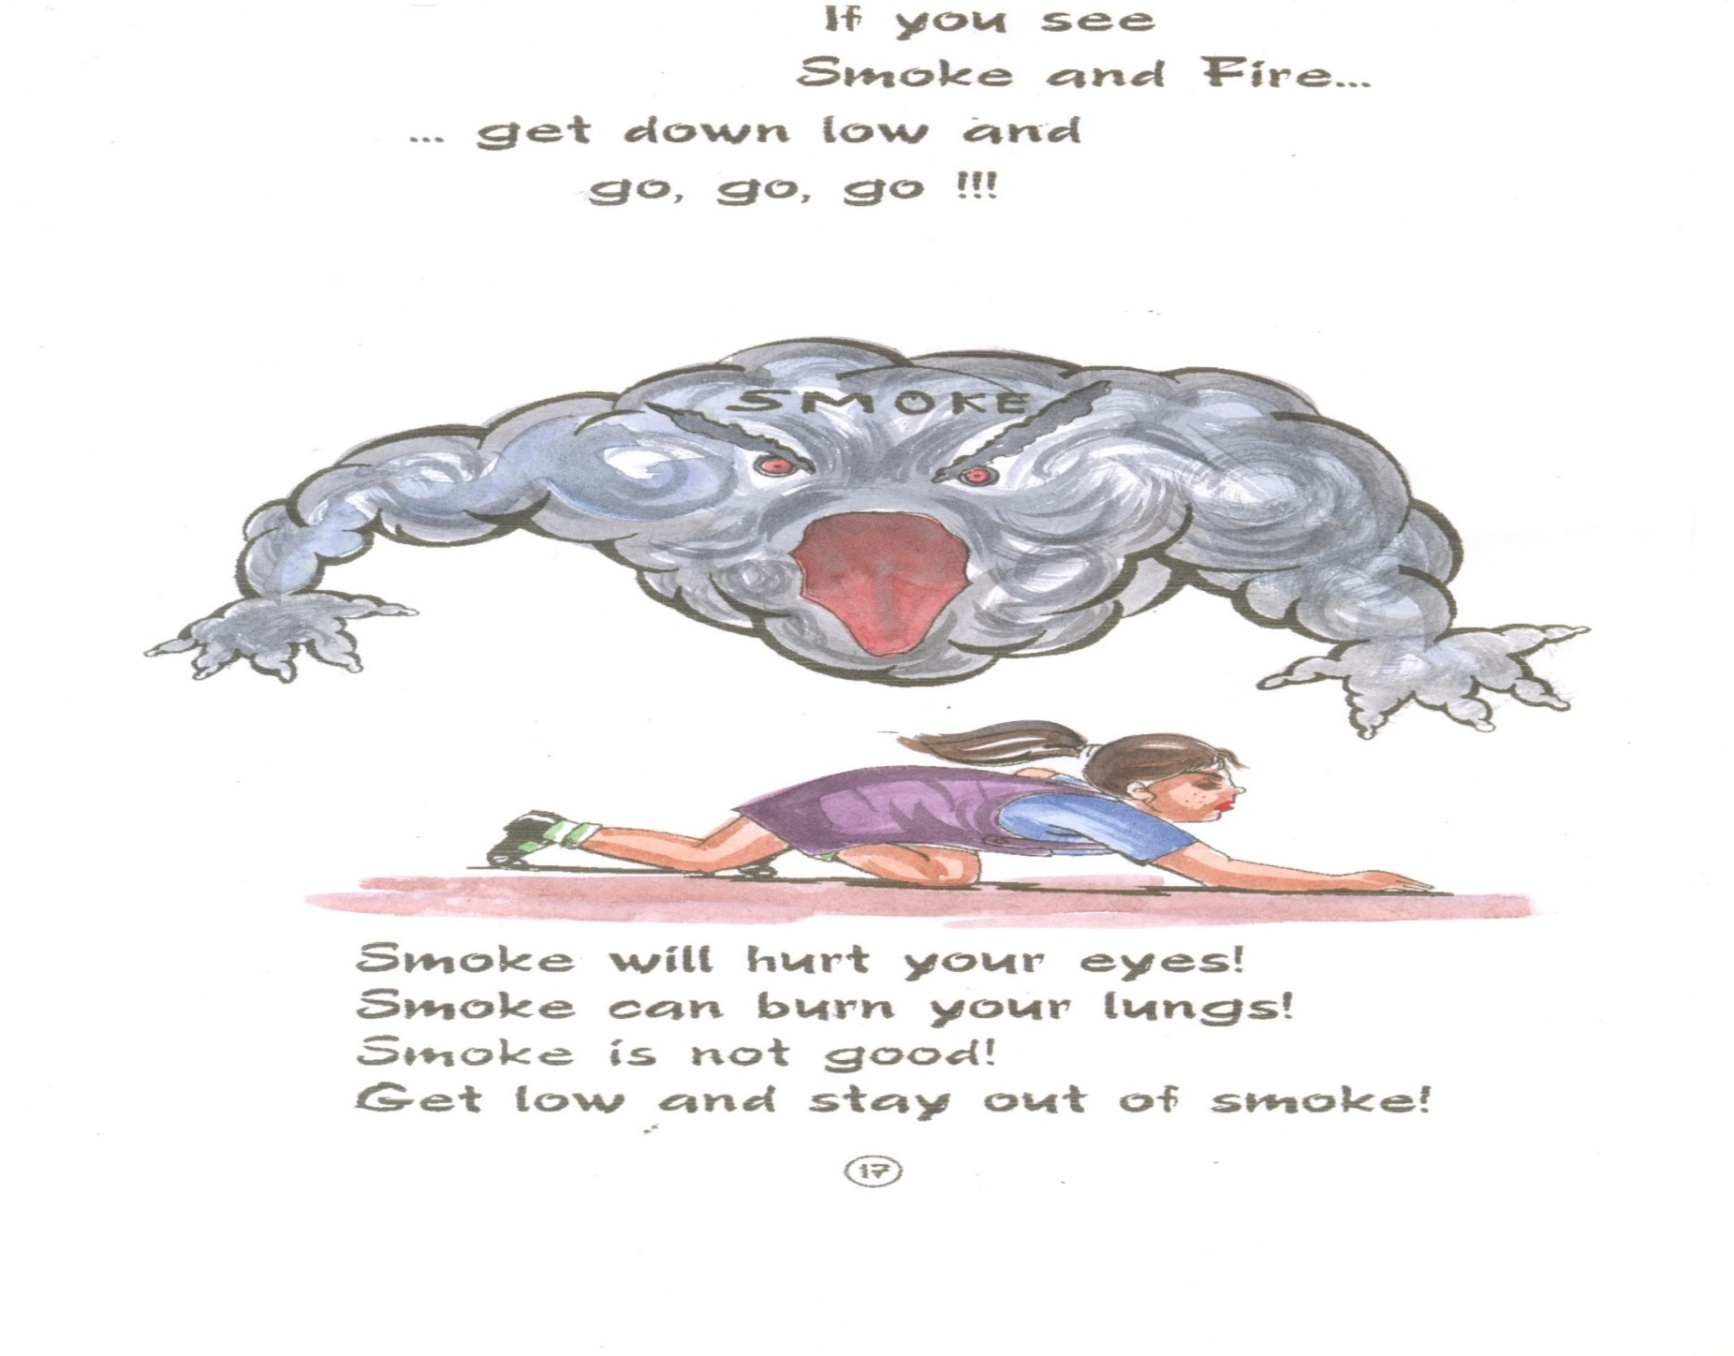 If you see
Smoke and Fire...
... get down low and
go, go, go !!!
SMOKE
Smoke will hurt your eyes!
Smoke can burn your lungs!
Smoke is not good!
Get low and stay out of smoke!
17